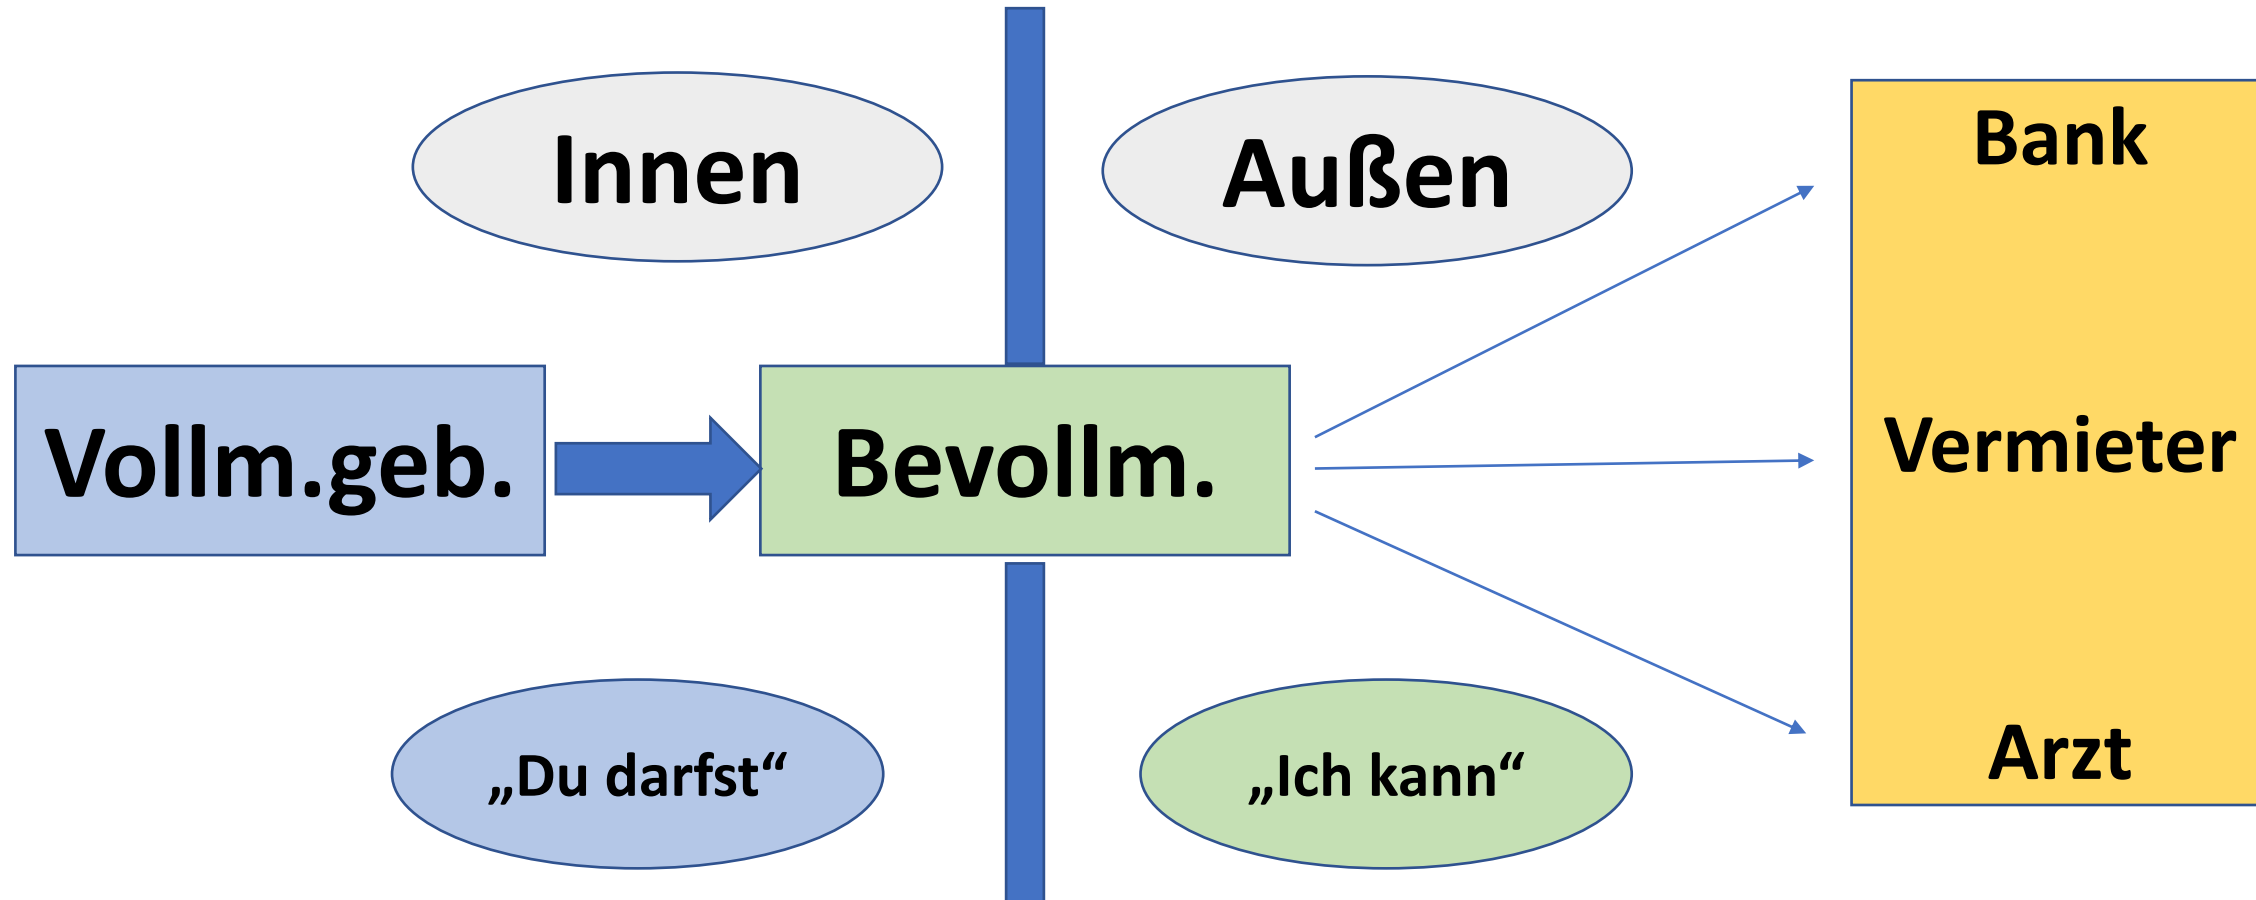 Innen
Außen
Bank
Vollm.geb.
Bevollm.
Vermieter
„Du darfst“
„Ich kann“
Arzt